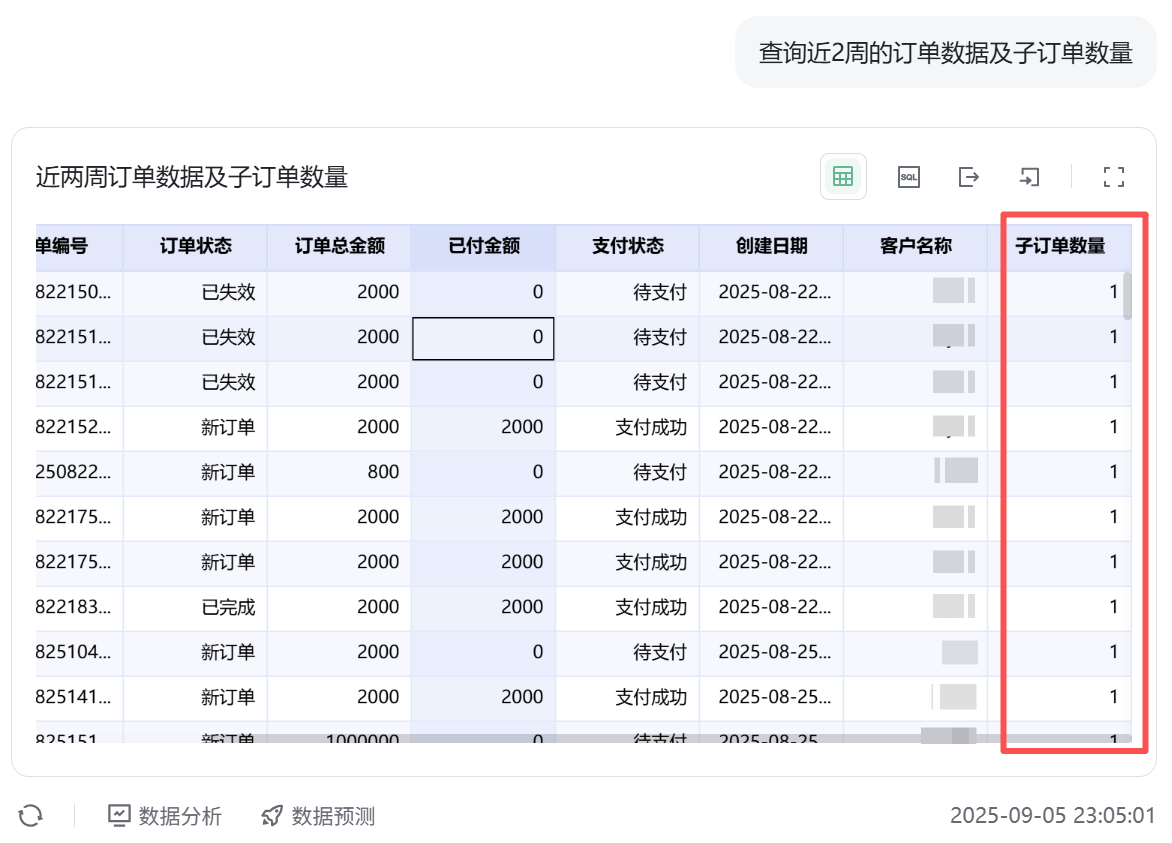 查询近2周的订单数据及子订单数量
近两周订单数据及子订单数量
SQL
单编号 订单状态 订单总金额 已付金额 支付状态 创建日期 客户名称 子订单数量
822150... 已失效 2000 0 待支付 2025-08-22... 1
822151... 已失效 2000 0 待支付 2025-08-22... 1
822151... 已失效 2000 0 待支付 2025-08-22... 1
822152... 新订单 2000 2000 支付成功 2025-08-22... 1
250822... 新订单 800 0 待支付 2025-08-22... 1
822175... 新订单 2000 2000 支付成功 2025-08-22... 1
822175... 新订单 2000 2000 支付成功 2025-08-22... 1
822183... 已完成 2000 2000 支付成功 2025-08-22... 1
825104... 新订单 2000 0 待支付 2025-08-25... 1
825141... 新订单 2000 2000 支付成功 2025-08-25... 1
825151... 新订单 1000000 0 待支付 2025-08-25... 1
数据分析 数据预测 2025-09-05 23:05:01